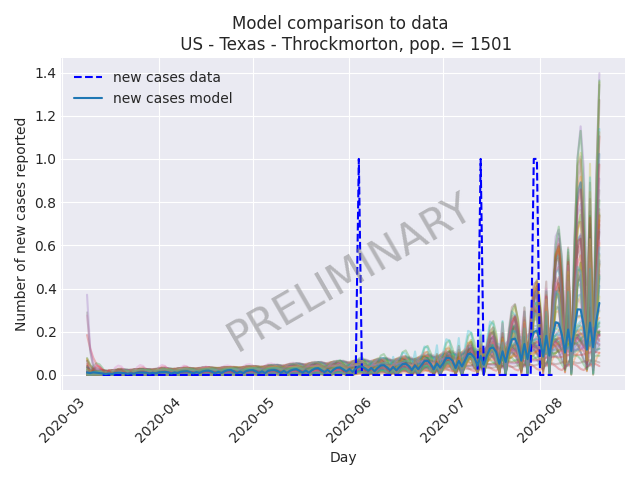 Model comparison to data
US - Texas - Throckmorton, pop. = 1501
new cases data
new cases model
1.4
1.2
1.0
0.8
0.6
0.4
0.2
0.0
Number of new cases reported
PRELIMINARY
2020-03
2020-04
2020-05
2020-06
2020-07
2020-08
Day